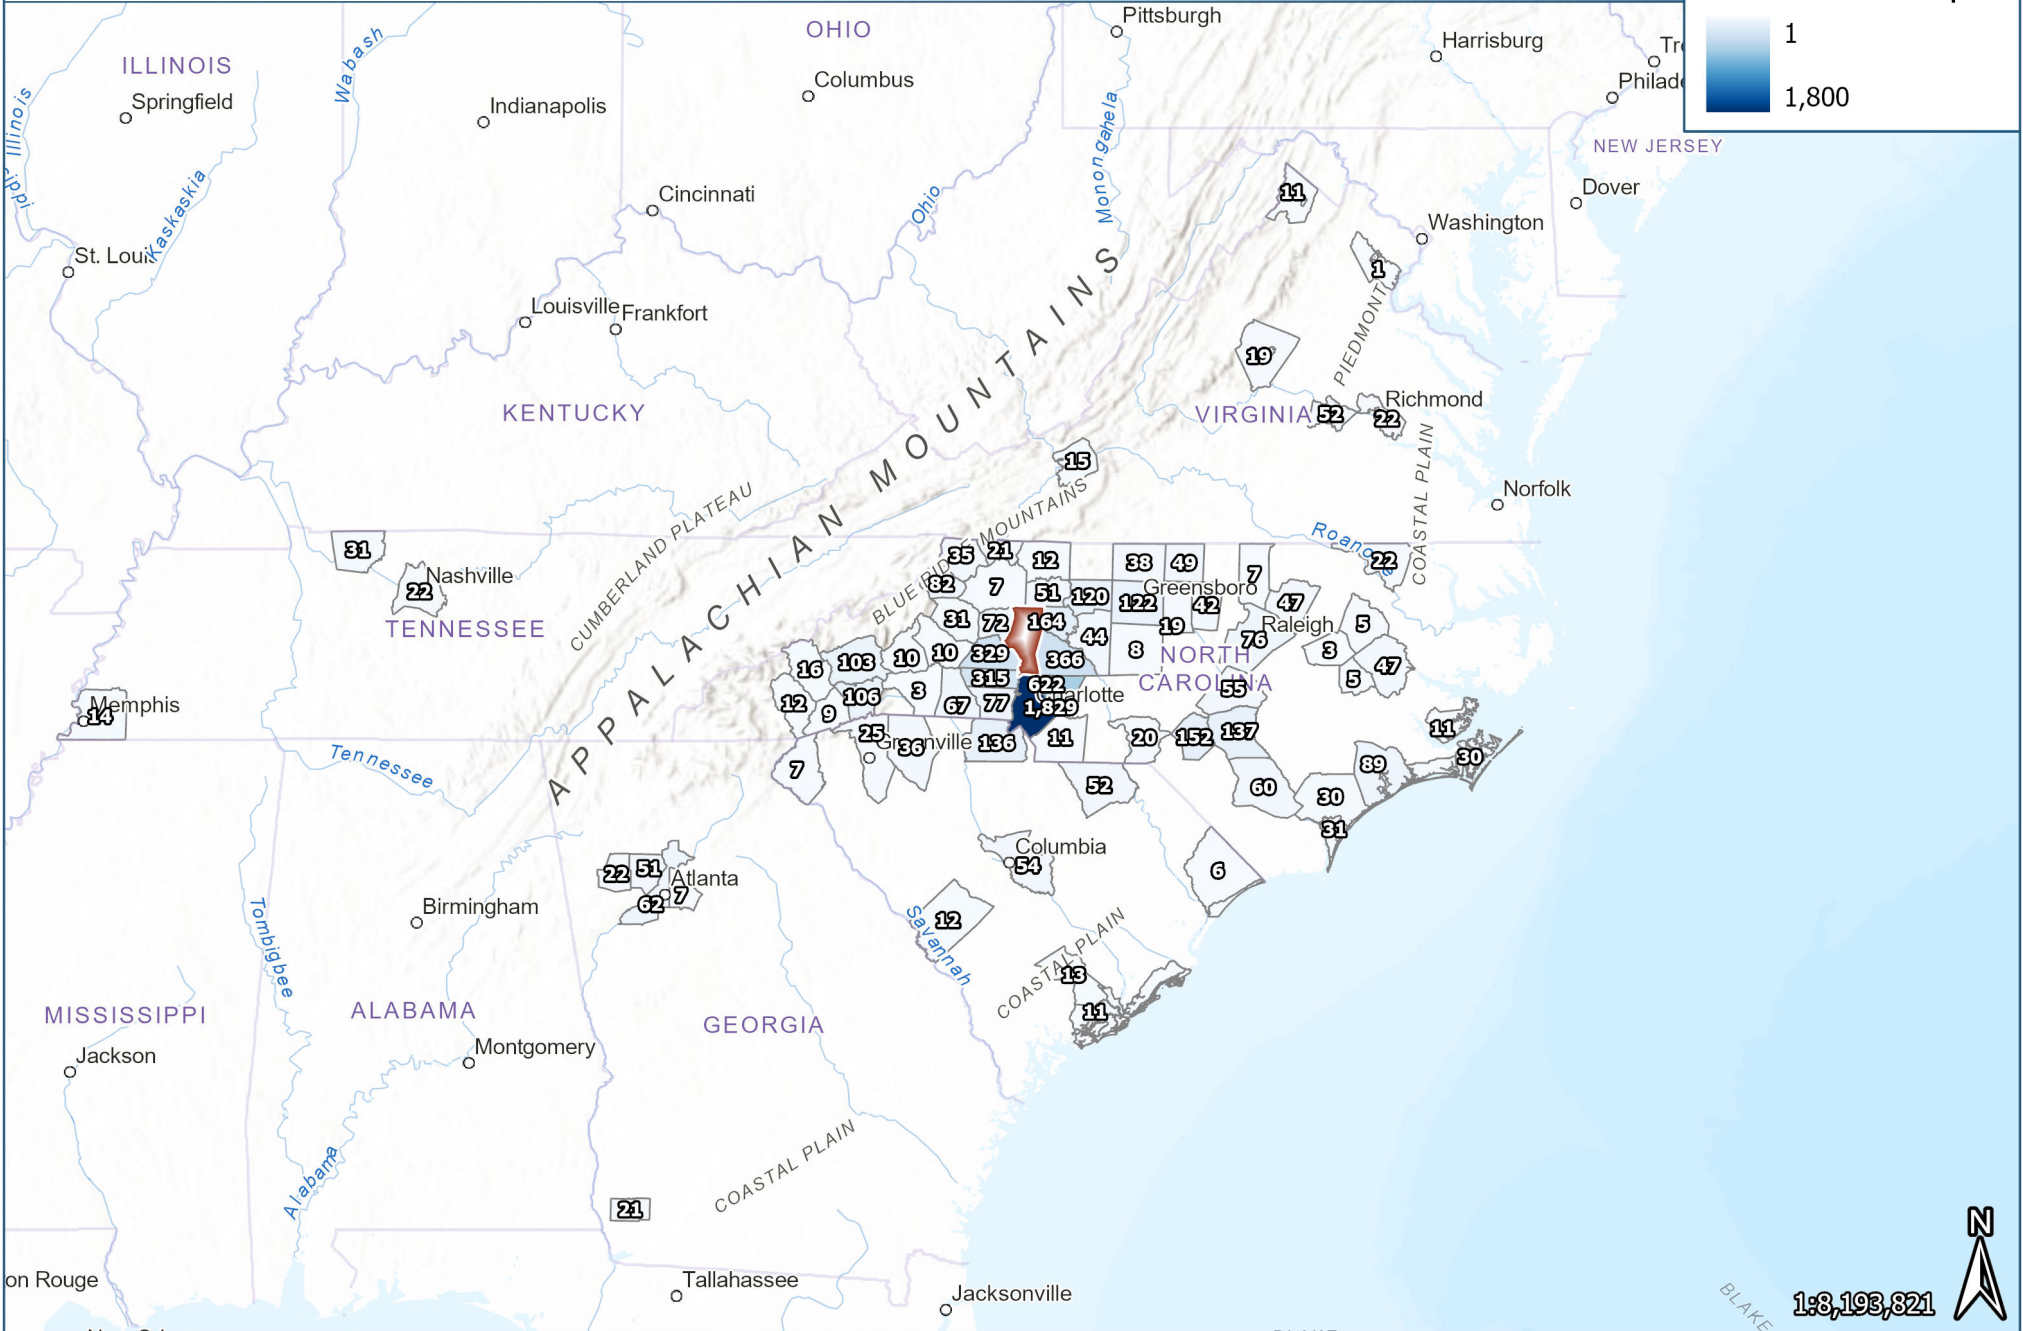 Pittsburgh
OHIO
Harrisburg
1
1,800
Wabash
ILLINOIS
Columbus
Springfield
Indianapolis
Illinois
Monongahela
NEW JERSEY
Kaskaskia
Cincinnati
Ohio
11
Dover
Washington
St. Louis
1
Louisville
Frankfort
APPALACHIAN MOUNTAINS
PIEDMONT
19
KENTUCKY
VIRGINIA
52
Richmond
22
COASTAL PLAIN
15
CUMBERLAND PLATEAU
BLUE RIDGE MOUNTAINS
Norfolk
Roanoke
31
Nashville
22
TENNESSEE
35
21
12
38
49
7
22
82
7
51
120
Greensboro
122
42
47
31
72
164
44
19
Raleigh
5
76
8
NORTH
CAROLINA
3
47
5
16
103
10
10
329
366
315
622
Charlotte
1,829
12
9
106
3
67
77
55
Memphis
14
25
Greenville
36
136
11
20
152
137
11
30
89
7
52
60
30
31
Tennessee
Columbia
54
6
22
51
Atlanta
7
62
Birmingham
Tombigbee
12
Savannah
COASTAL PLAIN
13
11
MISSISSIPPI
ALABAMA
GEORGIA
Jackson
Montgomery
Alabama
COASTAL PLAIN
21
on Rouge
Tallahassee
Jacksonville
BLAKE
N
1:8,193,821